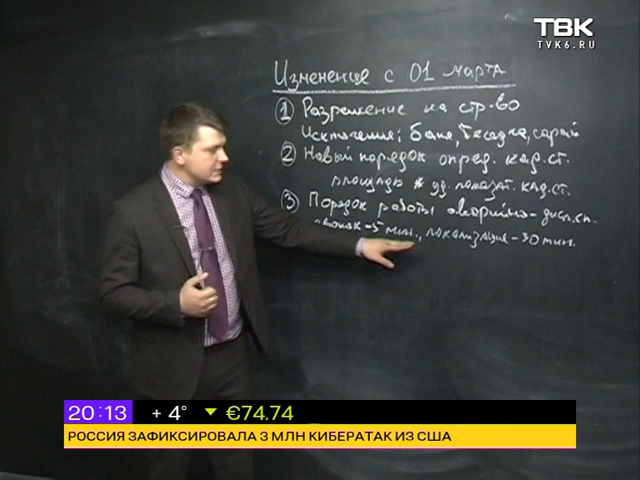 ТВК
TVK6.RU
Изненение с 01 марта
1 Разрешение на стр-во
Исключения: баня, беседка, сарай
2 Новый порядок опред. кад. ст.
площадь * уд. показат. кад. ст.
3 Порядок работы аварийно-дисп. сл.
звонок -5 мин., локализация -30 мин.
20:13 + 4° €74.74
РОССИЯ ЗАФИКСИРОВАЛА 3 МЛН КИБЕРАТАК ИЗ США